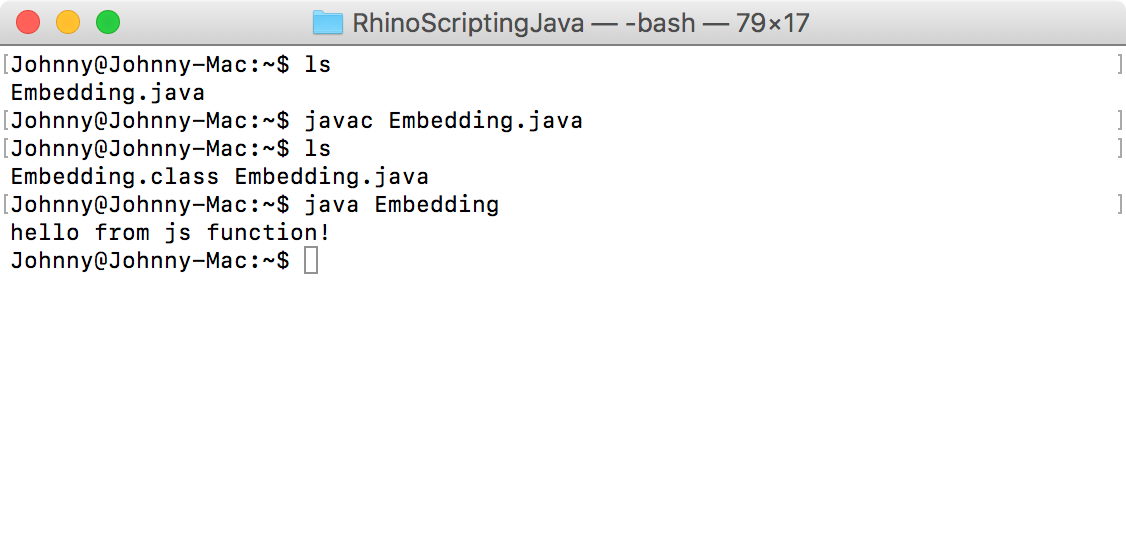 RhinoScriptingJava — -bash — 79×17
[Johnny@Johnny-Mac:~$ ls ]
Embedding.java
[Johnny@Johnny-Mac:~$ javac Embedding.java ]
[Johnny@Johnny-Mac:~$ ls ]
Embedding.class Embedding.java
[Johnny@Johnny-Mac:~$ java Embedding ]
hello from js function!
Johnny@Johnny-Mac:~$